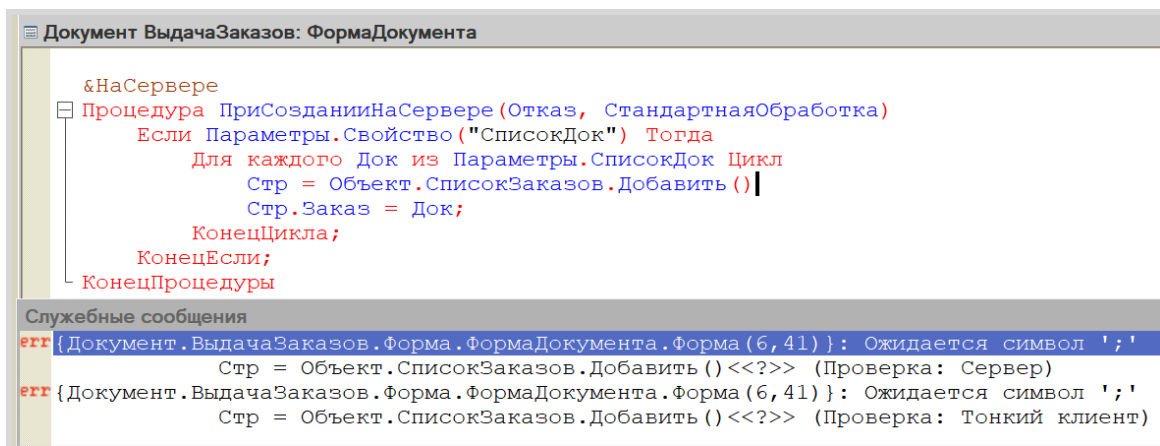 Документ ВыдачаЗаказов: ФормаДокумента
&НаСервере
Процедура ПриСозданииНаСервере(Отказ, СтандартнаяОбработка)
Если Параметры.Свойство("СписокДок") Тогда
Для каждого Док из Параметры.СписокДок Цикл
Стр = Объект.СписокЗаказов.Добавить()
Стр.Заказ = Док;
КонецЦикла;
КонецЕсли;
КонецПроцедуры
Служебные сообщения
err {Документ.ВыдачаЗаказов.Форма.ФормаДокумента.Форма(6,41)}: Ожидается символ ';'
Стр = Объект.СписокЗаказов.Добавить()<<?>> (Проверка: Сервер)
err {Документ.ВыдачаЗаказов.Форма.ФормаДокумента.Форма(6,41)}: Ожидается символ ';'
Стр = Объект.СписокЗаказов.Добавить()<<?>> (Проверка: Тонкий клиент)